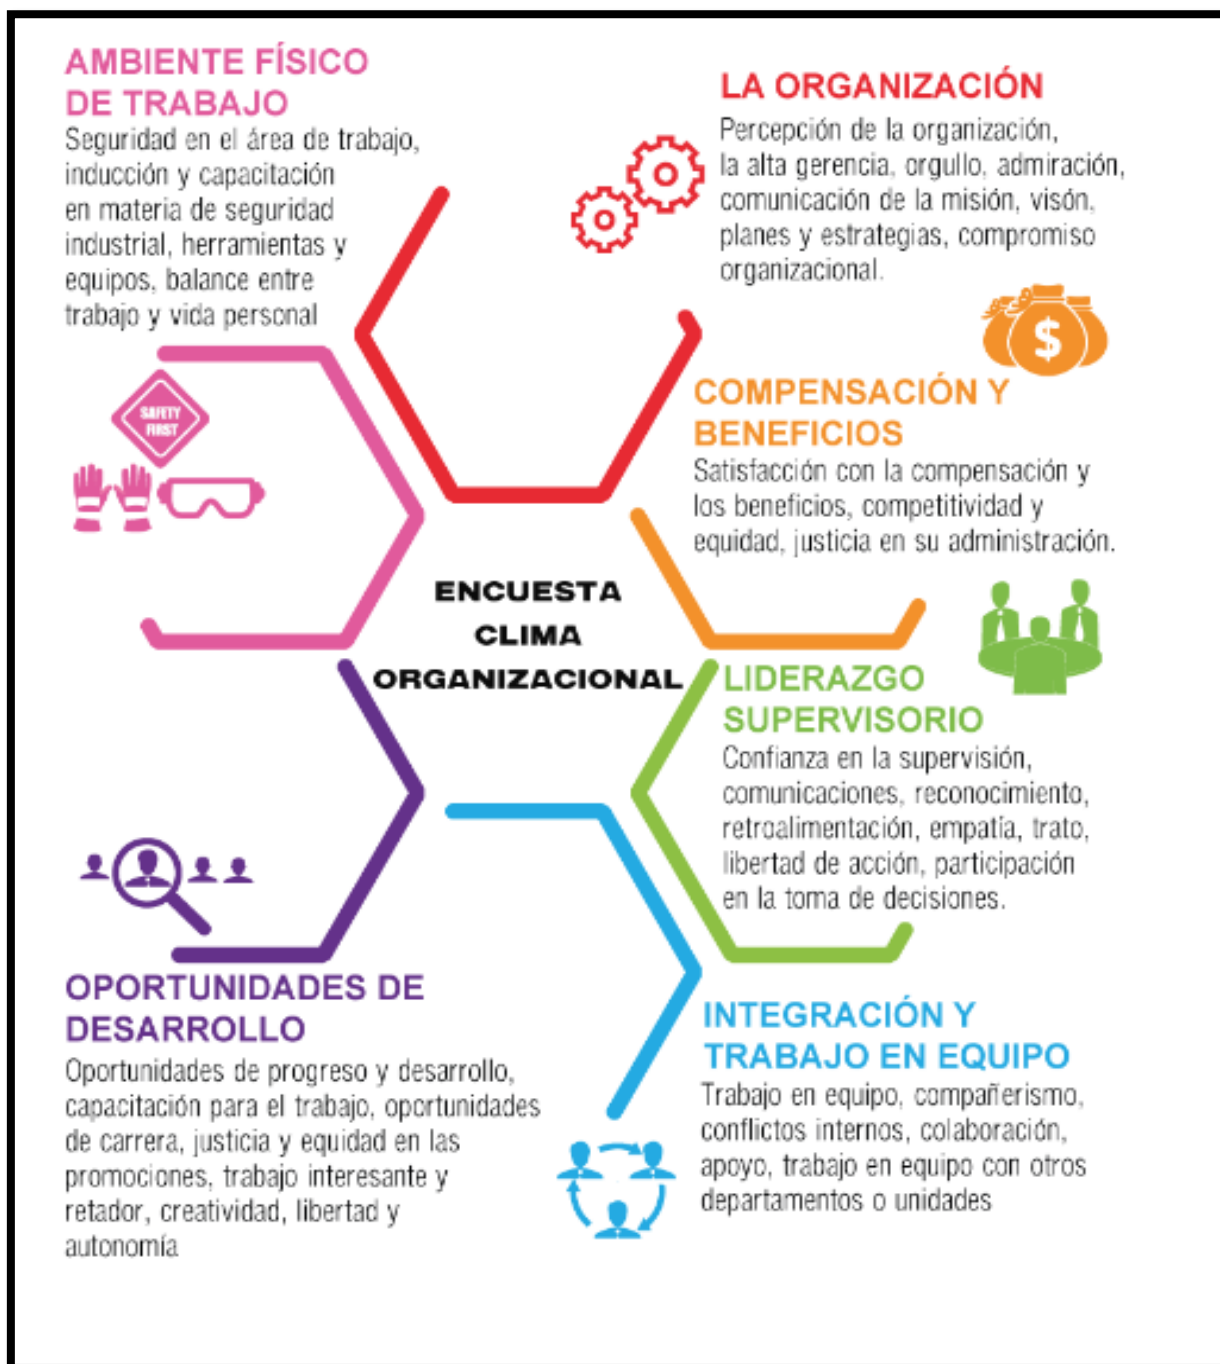 AMBIENTE FÍSICO
DE TRABAJO
Seguridad en el área de trabajo,
inducción y capacitación
en materia de seguridad
industrial, herramientas y
equipos, balance entre
trabajo y vida personal
SAFETY
FIRST
LA ORGANIZACIÓN
Percepción de la organización,
la alta gerencia, orgullo, admiración,
comunicación de la misión, visón,
planes y estrategias, compromiso
organizacional.
$
COMPENSACIÓN Y
BENEFICIOS
Satisfacción con la compensación y
los beneficios, competitividad y
equidad, justicia en su administración.
ENCUESTA
CLIMA
ORGANIZACIONAL
LIDERAZGO
SUPERVISORIO
Confianza en la supervisión,
comunicaciones, reconocimiento,
retroalimentación, empatía, trato,
libertad de acción, participación
en la toma de decisiones.
OPORTUNIDADES DE
DESARROLLO
Oportunidades de progreso y desarrollo,
capacitación para el trabajo, oportunidades
de carrera, justicia y equidad en las
promociones, trabajo interesante y
retador, creatividad, libertad y
autonomía
INTEGRACIÓN Y
TRABAJO EN EQUIPO
Trabajo en equipo, compañerismo,
conflictos internos, colaboración,
apoyo, trabajo en equipo con otros
departamentos o unidades